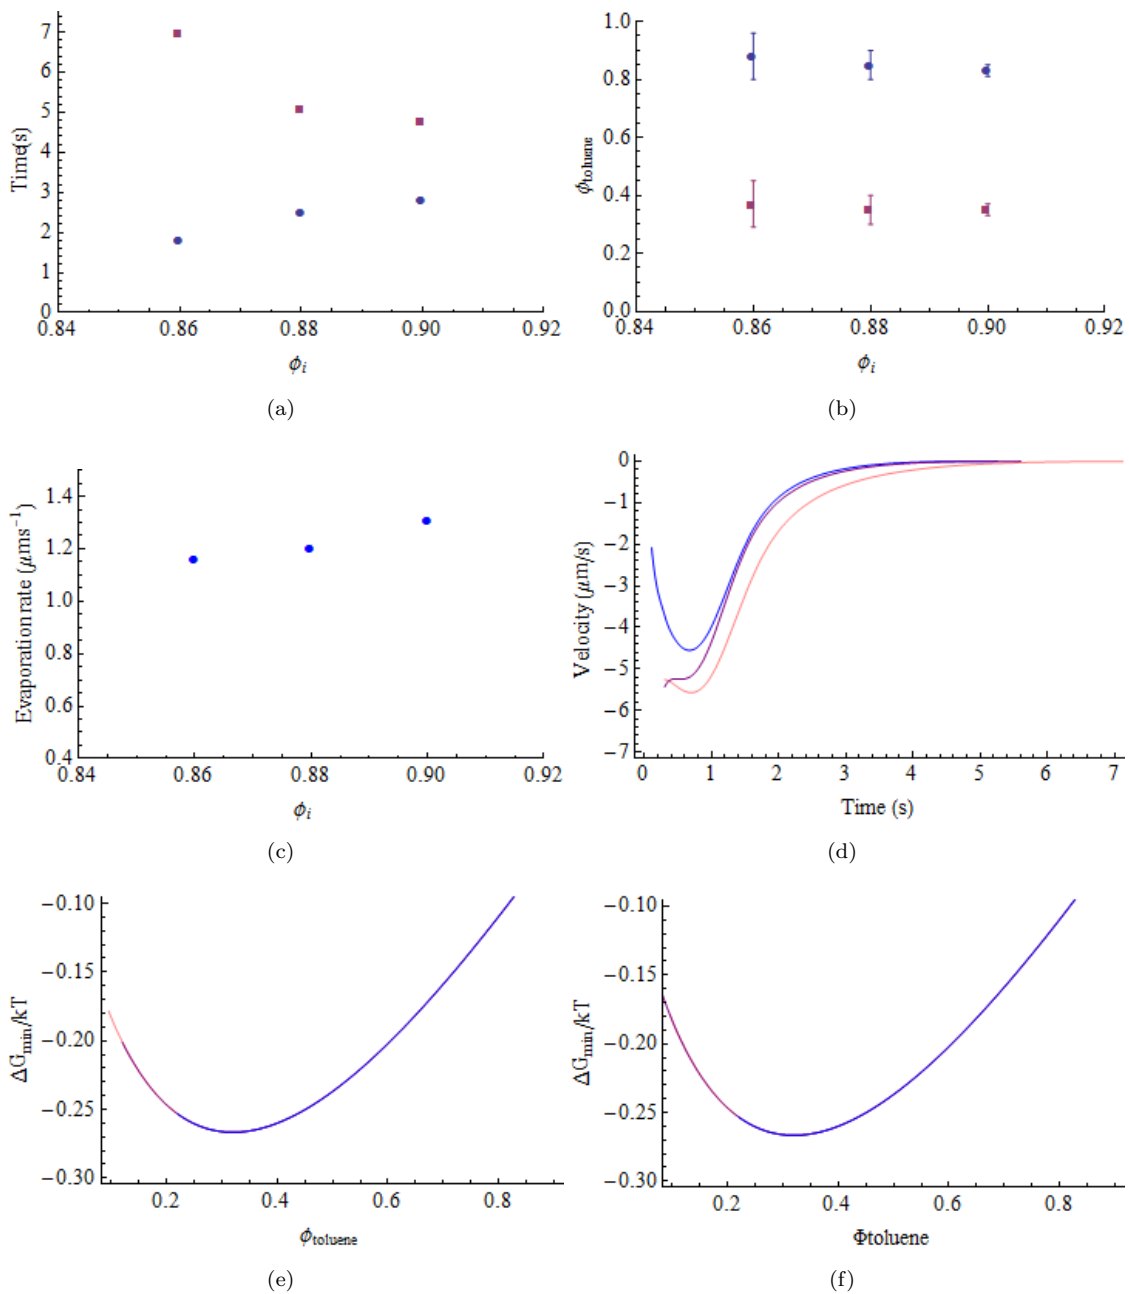 7
6
5
4
3
2
1
0
Time(s)
0.84 0.86 0.88 0.90 0.92
ϕi
(a)
1.0
0.8
0.6
0.4
0.2
0.0
ϕtoluene
0.84 0.86 0.88 0.90 0.92
ϕi
(b)
1.4
1.2
1.0
0.8
0.6
0.4
Evaporation rate (μms⁻¹)
0.84 0.86 0.88 0.90 0.92
ϕi
(c)
0
−1
−2
−3
−4
−5
−6
−7
Velocity (μm/s)
0 1 2 3 4 5 6 7
Time (s)
(d)
−0.10
−0.15
−0.20
−0.25
−0.30
ΔGmin/kT
0.2 0.4 0.6 0.8
ϕtoluene
(e)
−0.10
−0.15
−0.20
−0.25
−0.30
ΔGmin/kT
0.2 0.4 0.6 0.8
Φtoluene
(f)